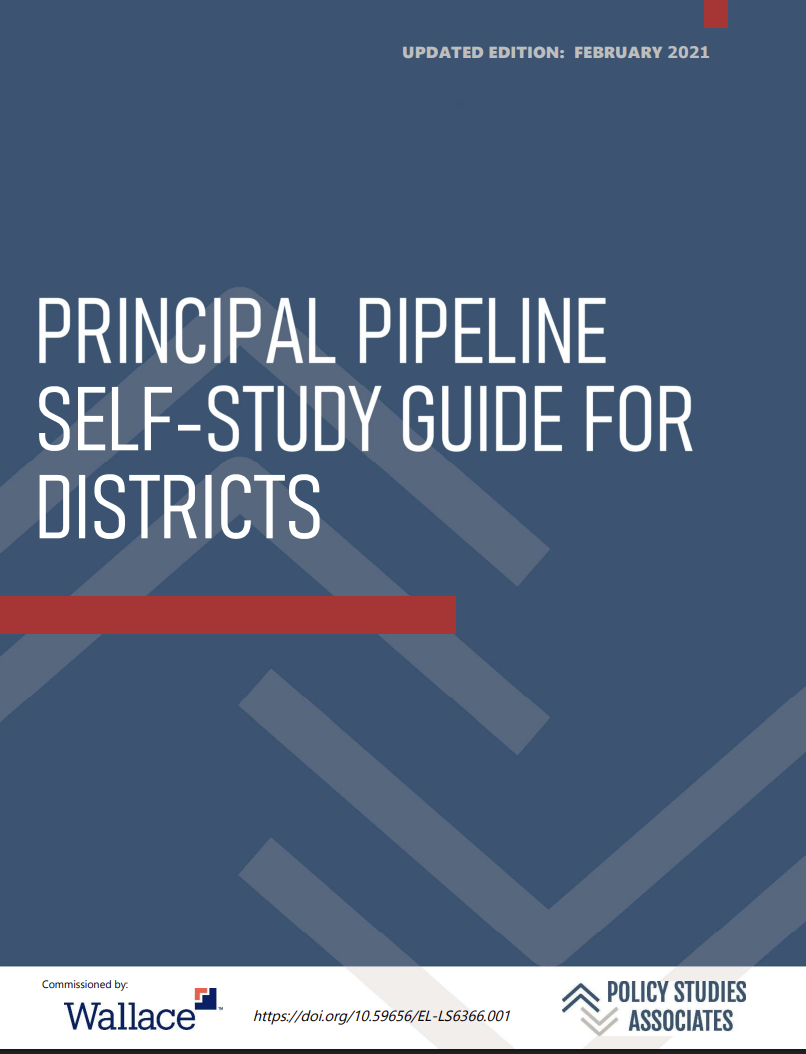 UPDATED EDITION: FEBRUARY 2021
PRINCIPAL PIPELINE
SELF-STUDY GUIDE FOR
DISTRICTS
Commissioned by:
Wallace™
https://doi.org/10.59656/EL-LS6366.001
POLICY STUDIES
ASSOCIATES